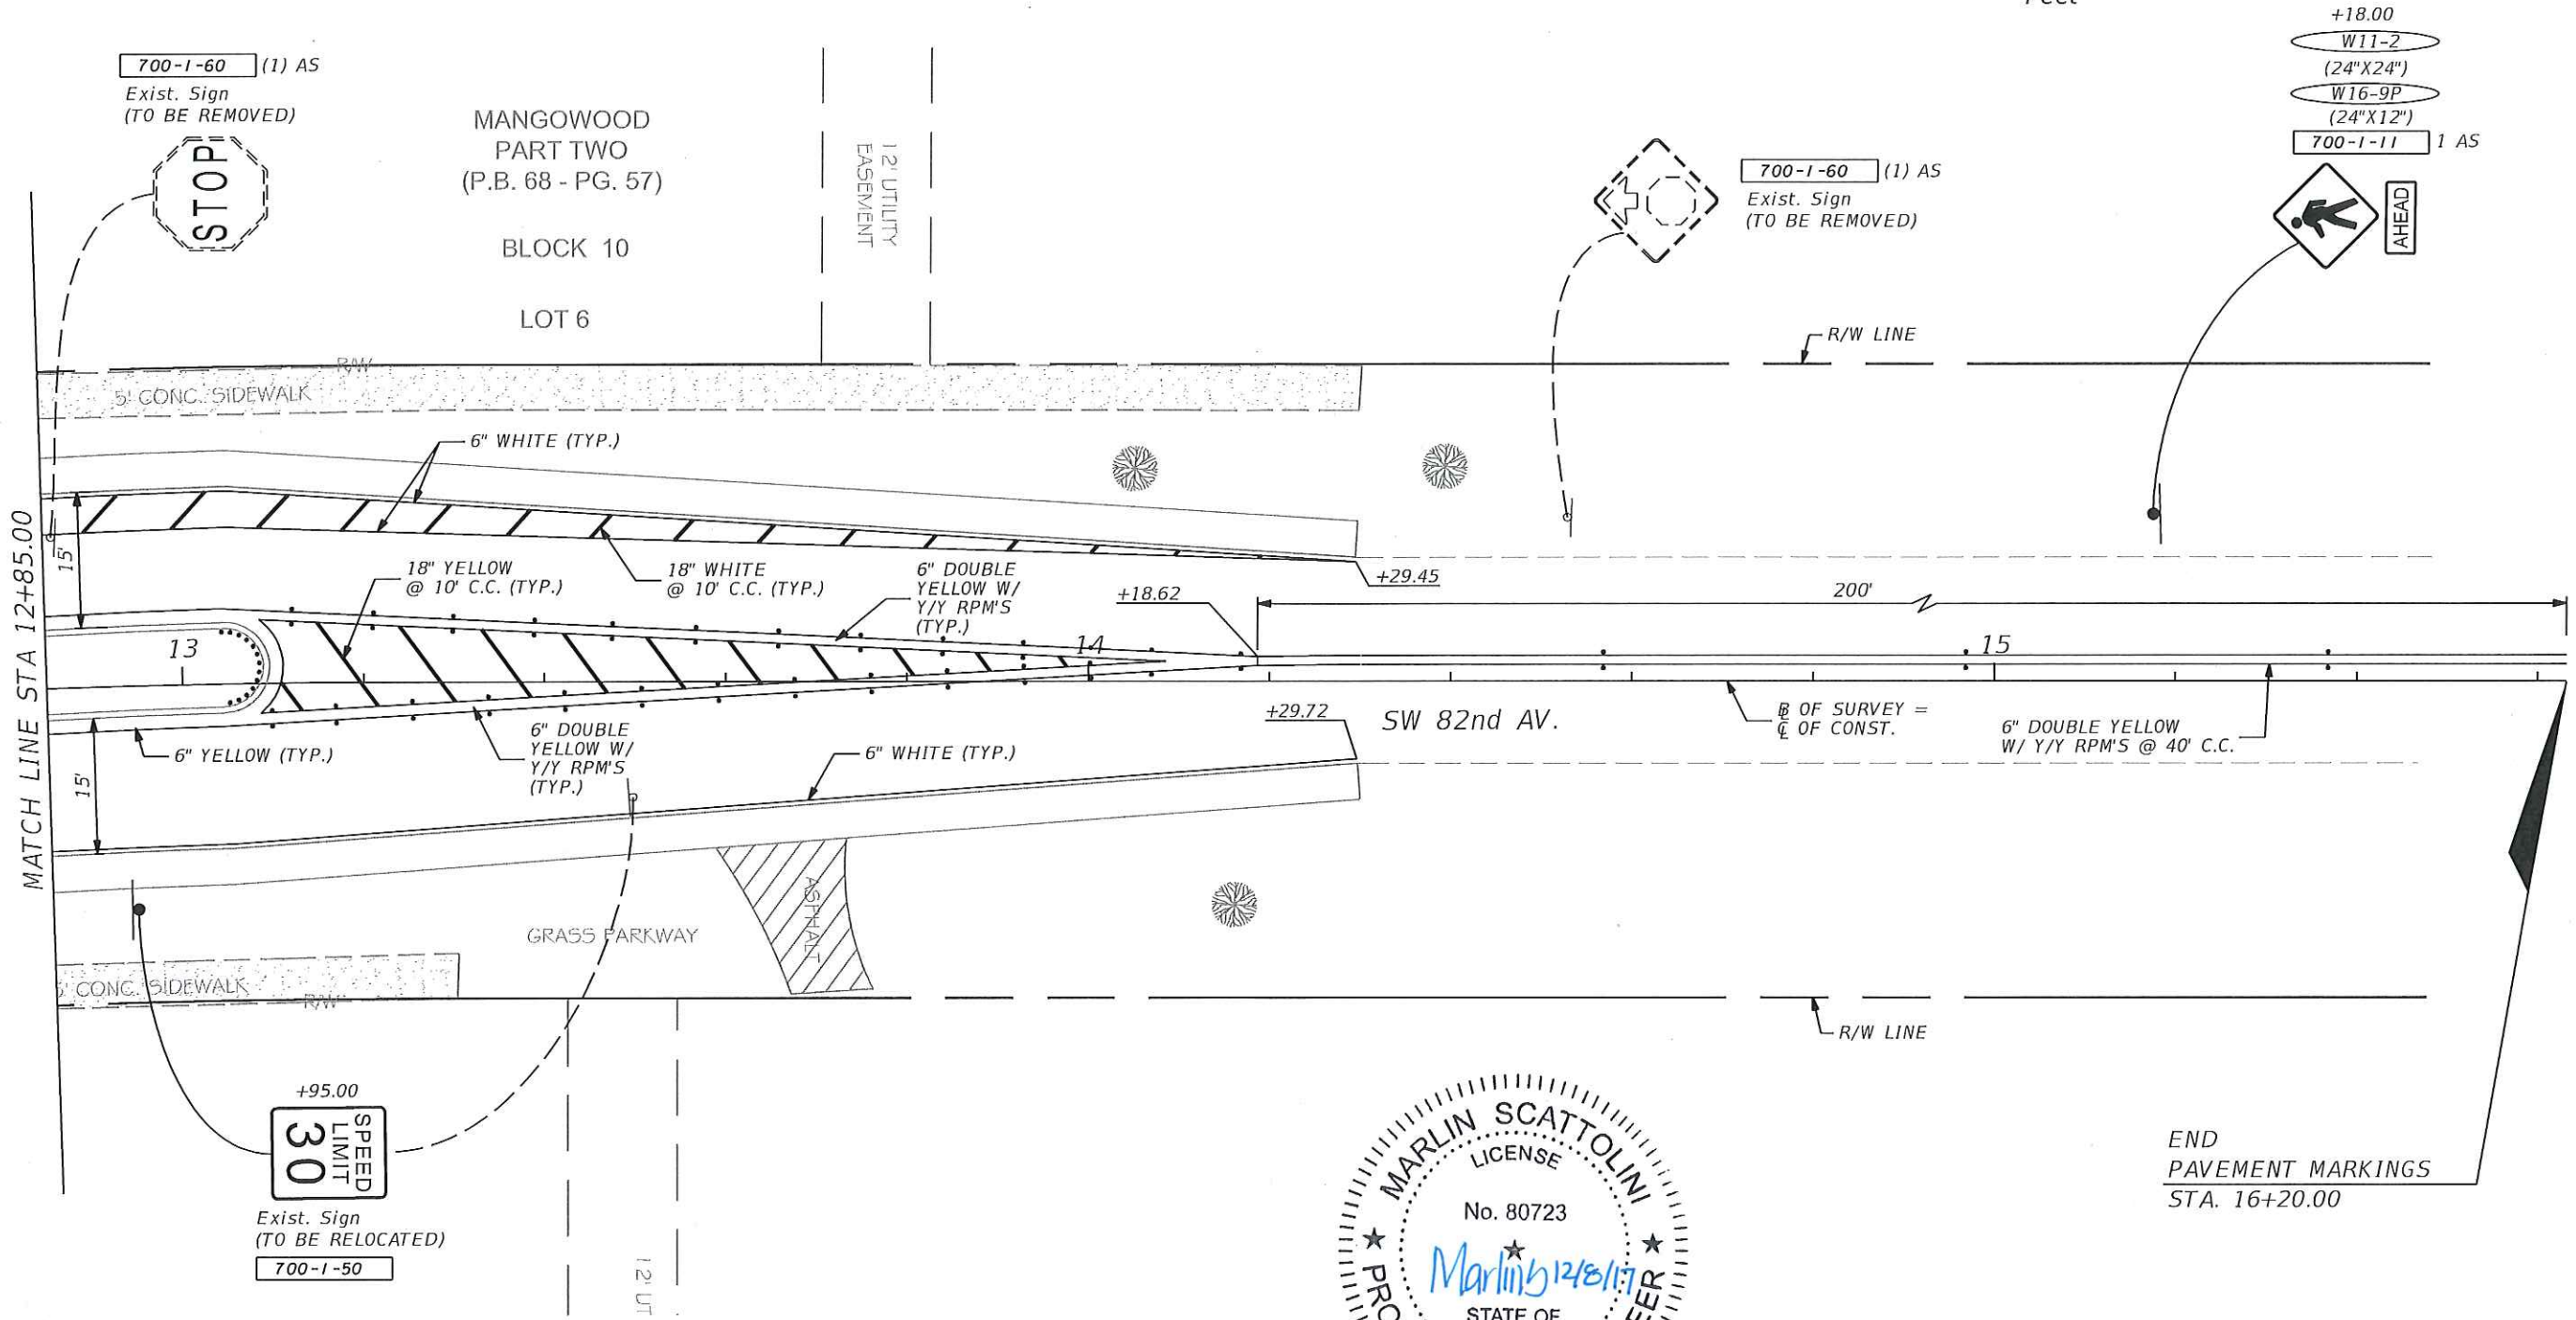 Feet
+18.00
W11-2
(24"X24")
W16-9P
(24"X12")
700-1-11 1 AS
AHEAD
700-1-60 (1) AS
Exist. Sign
(TO BE REMOVED)
STOP
MANGOWOOD
PART TWO
(P.B. 68 - PG. 57)
BLOCK 10
LOT 6
12' UTILITY
EASEMENT
700-1-60 (1) AS
Exist. Sign
(TO BE REMOVED)
R/W LINE
R/W
5' CONC. SIDEWALK
6" WHITE (TYP.)
MATCH LINE STA 12+85.00
15'
18" YELLOW
@ 10' C.C. (TYP.)
18" WHITE
@ 10' C.C. (TYP.)
6" DOUBLE
YELLOW W/
Y/Y RPM'S
(TYP.)
+18.62
+29.45
200'
13
14
15
6" YELLOW (TYP.)
15'
6" DOUBLE
YELLOW W/
Y/Y RPM'S
(TYP.)
6" WHITE (TYP.)
+29.72
SW 82nd AV.
B OF SURVEY =
C̲L̲ OF CONST.
6" DOUBLE YELLOW
W/ Y/Y RPM'S @ 40' C.C.
ASPHALT
GRASS PARKWAY
CONC. SIDEWALK
R/W
R/W LINE
+95.00
SPEED
LIMIT
30
Exist. Sign
(TO BE RELOCATED)
700-1-50
12' UT
MARLIN SCATTOLINI
LICENSE
No. 80723
12/8/17
STATE OF
END
PAVEMENT MARKINGS
STA. 16+20.00